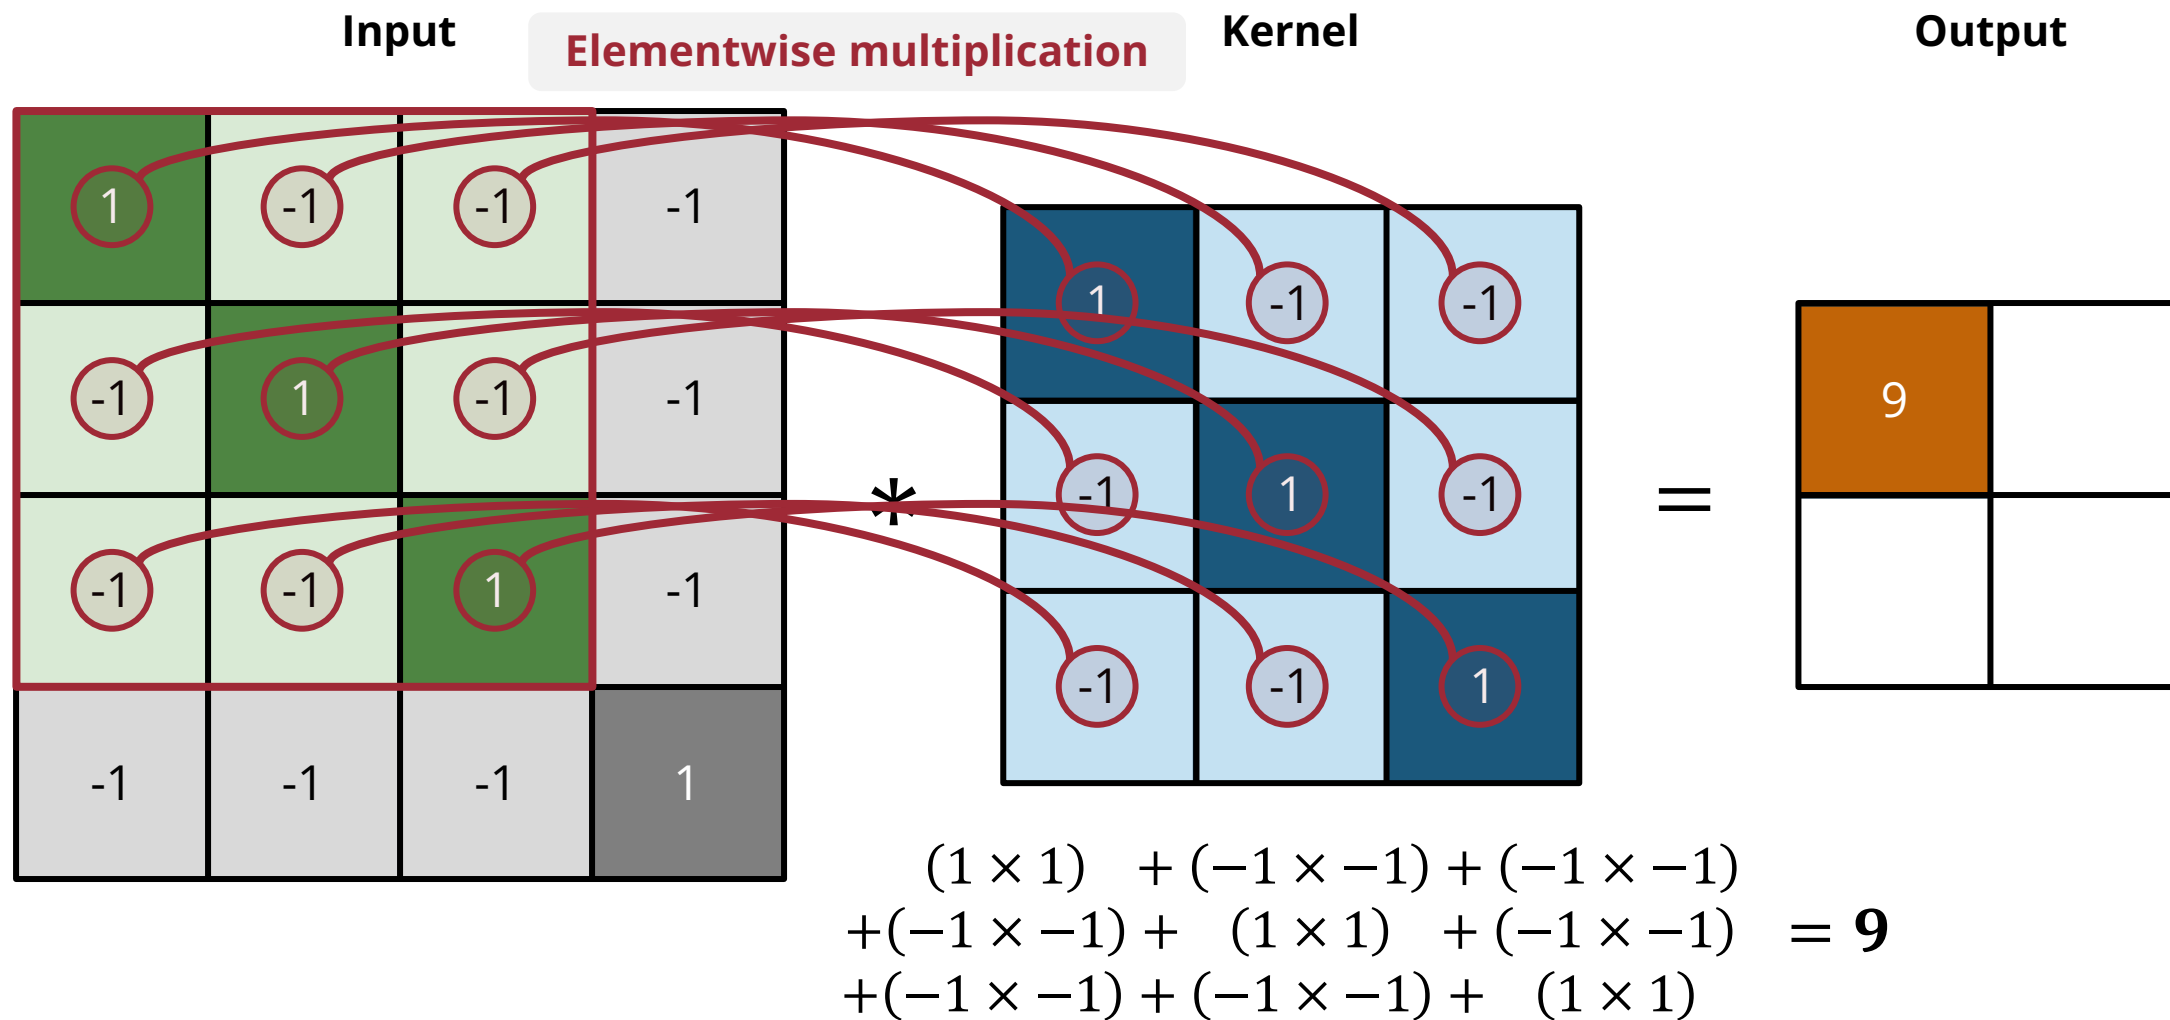 Input Elementwise multiplication Kernel Output
1 -1 -1 -1
1 -1 -1
-1 1 -1 -1
9
-1 1 -1
* =
-1 -1 1 -1
-1 -1 1
-1 -1 -1 1
(1 × 1) + (−1 × −1) + (−1 × −1)
+(−1 × −1) + (1 × 1) + (−1 × −1) = 9
+(−1 × −1) + (−1 × −1) + (1 × 1)